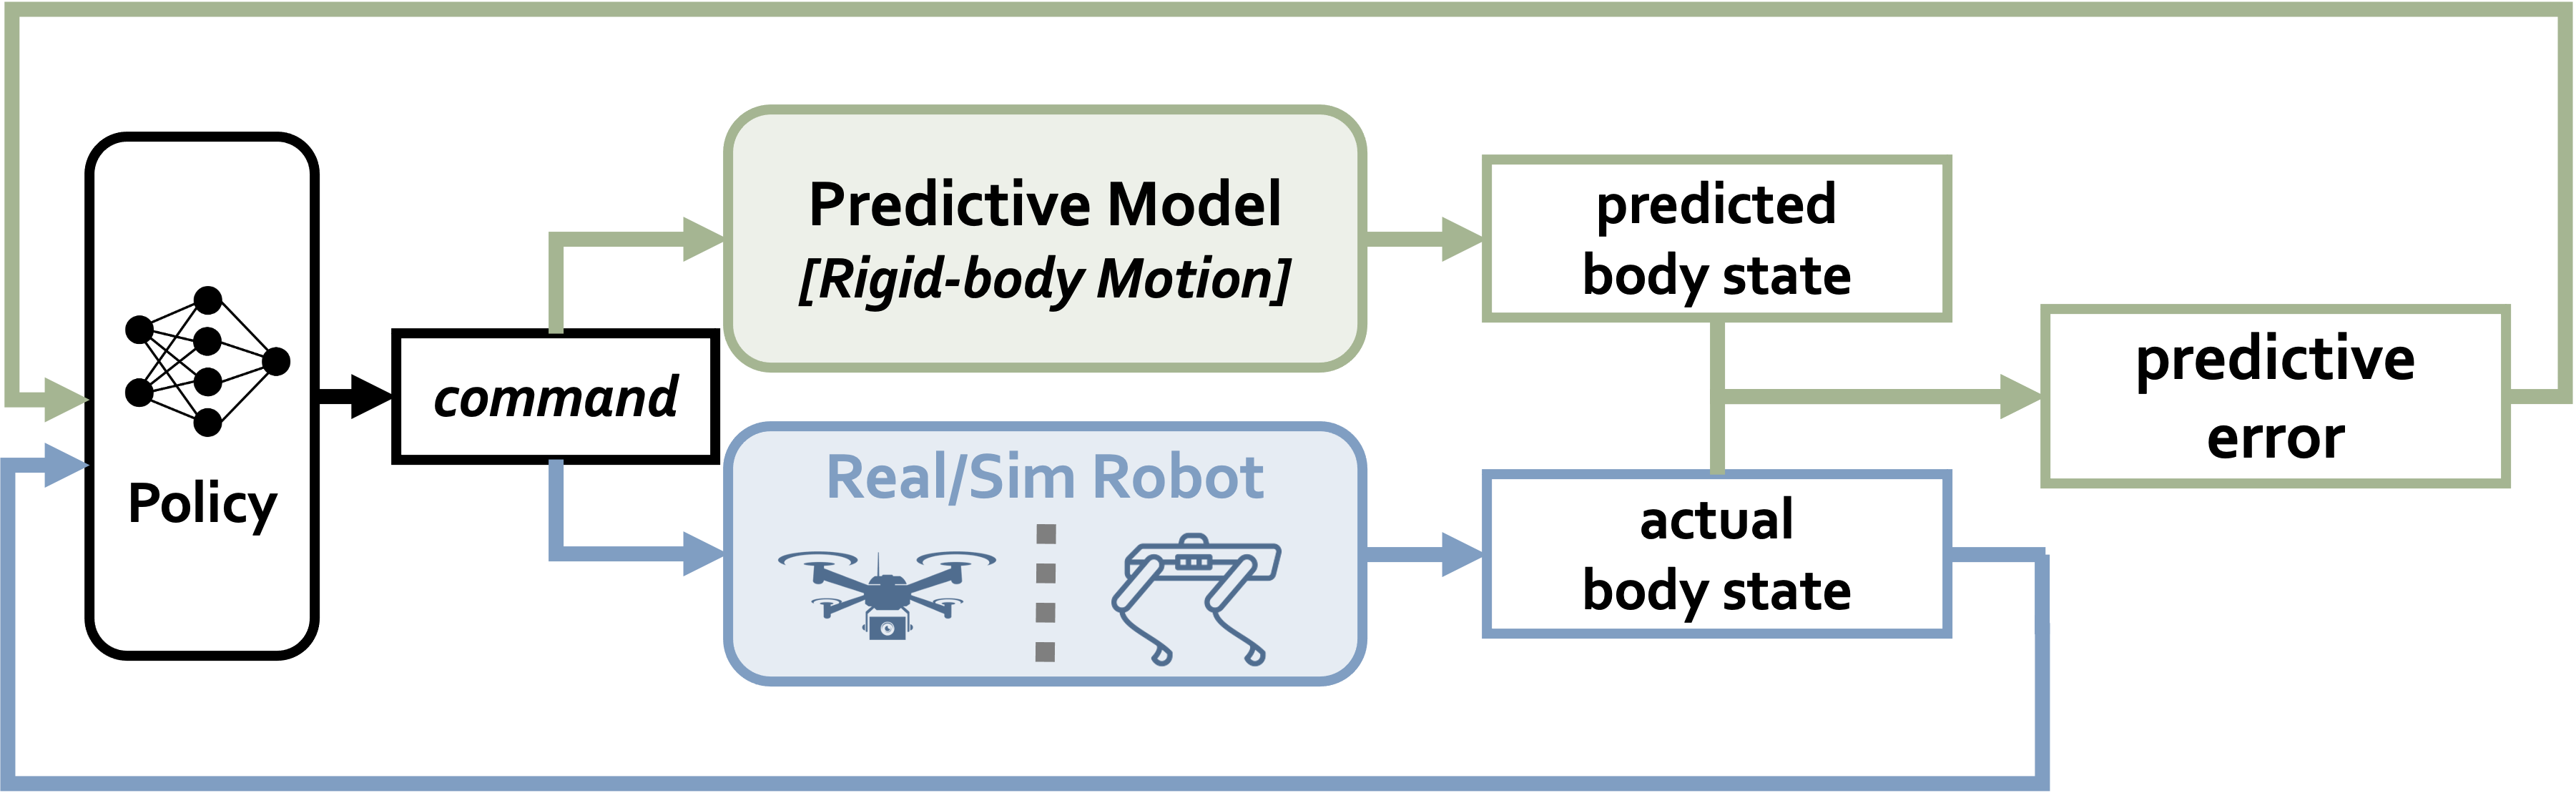 Policy
command
Predictive Model
[Rigid-body Motion]
Real/Sim Robot
predicted
body state
actual
body state
predictive
error